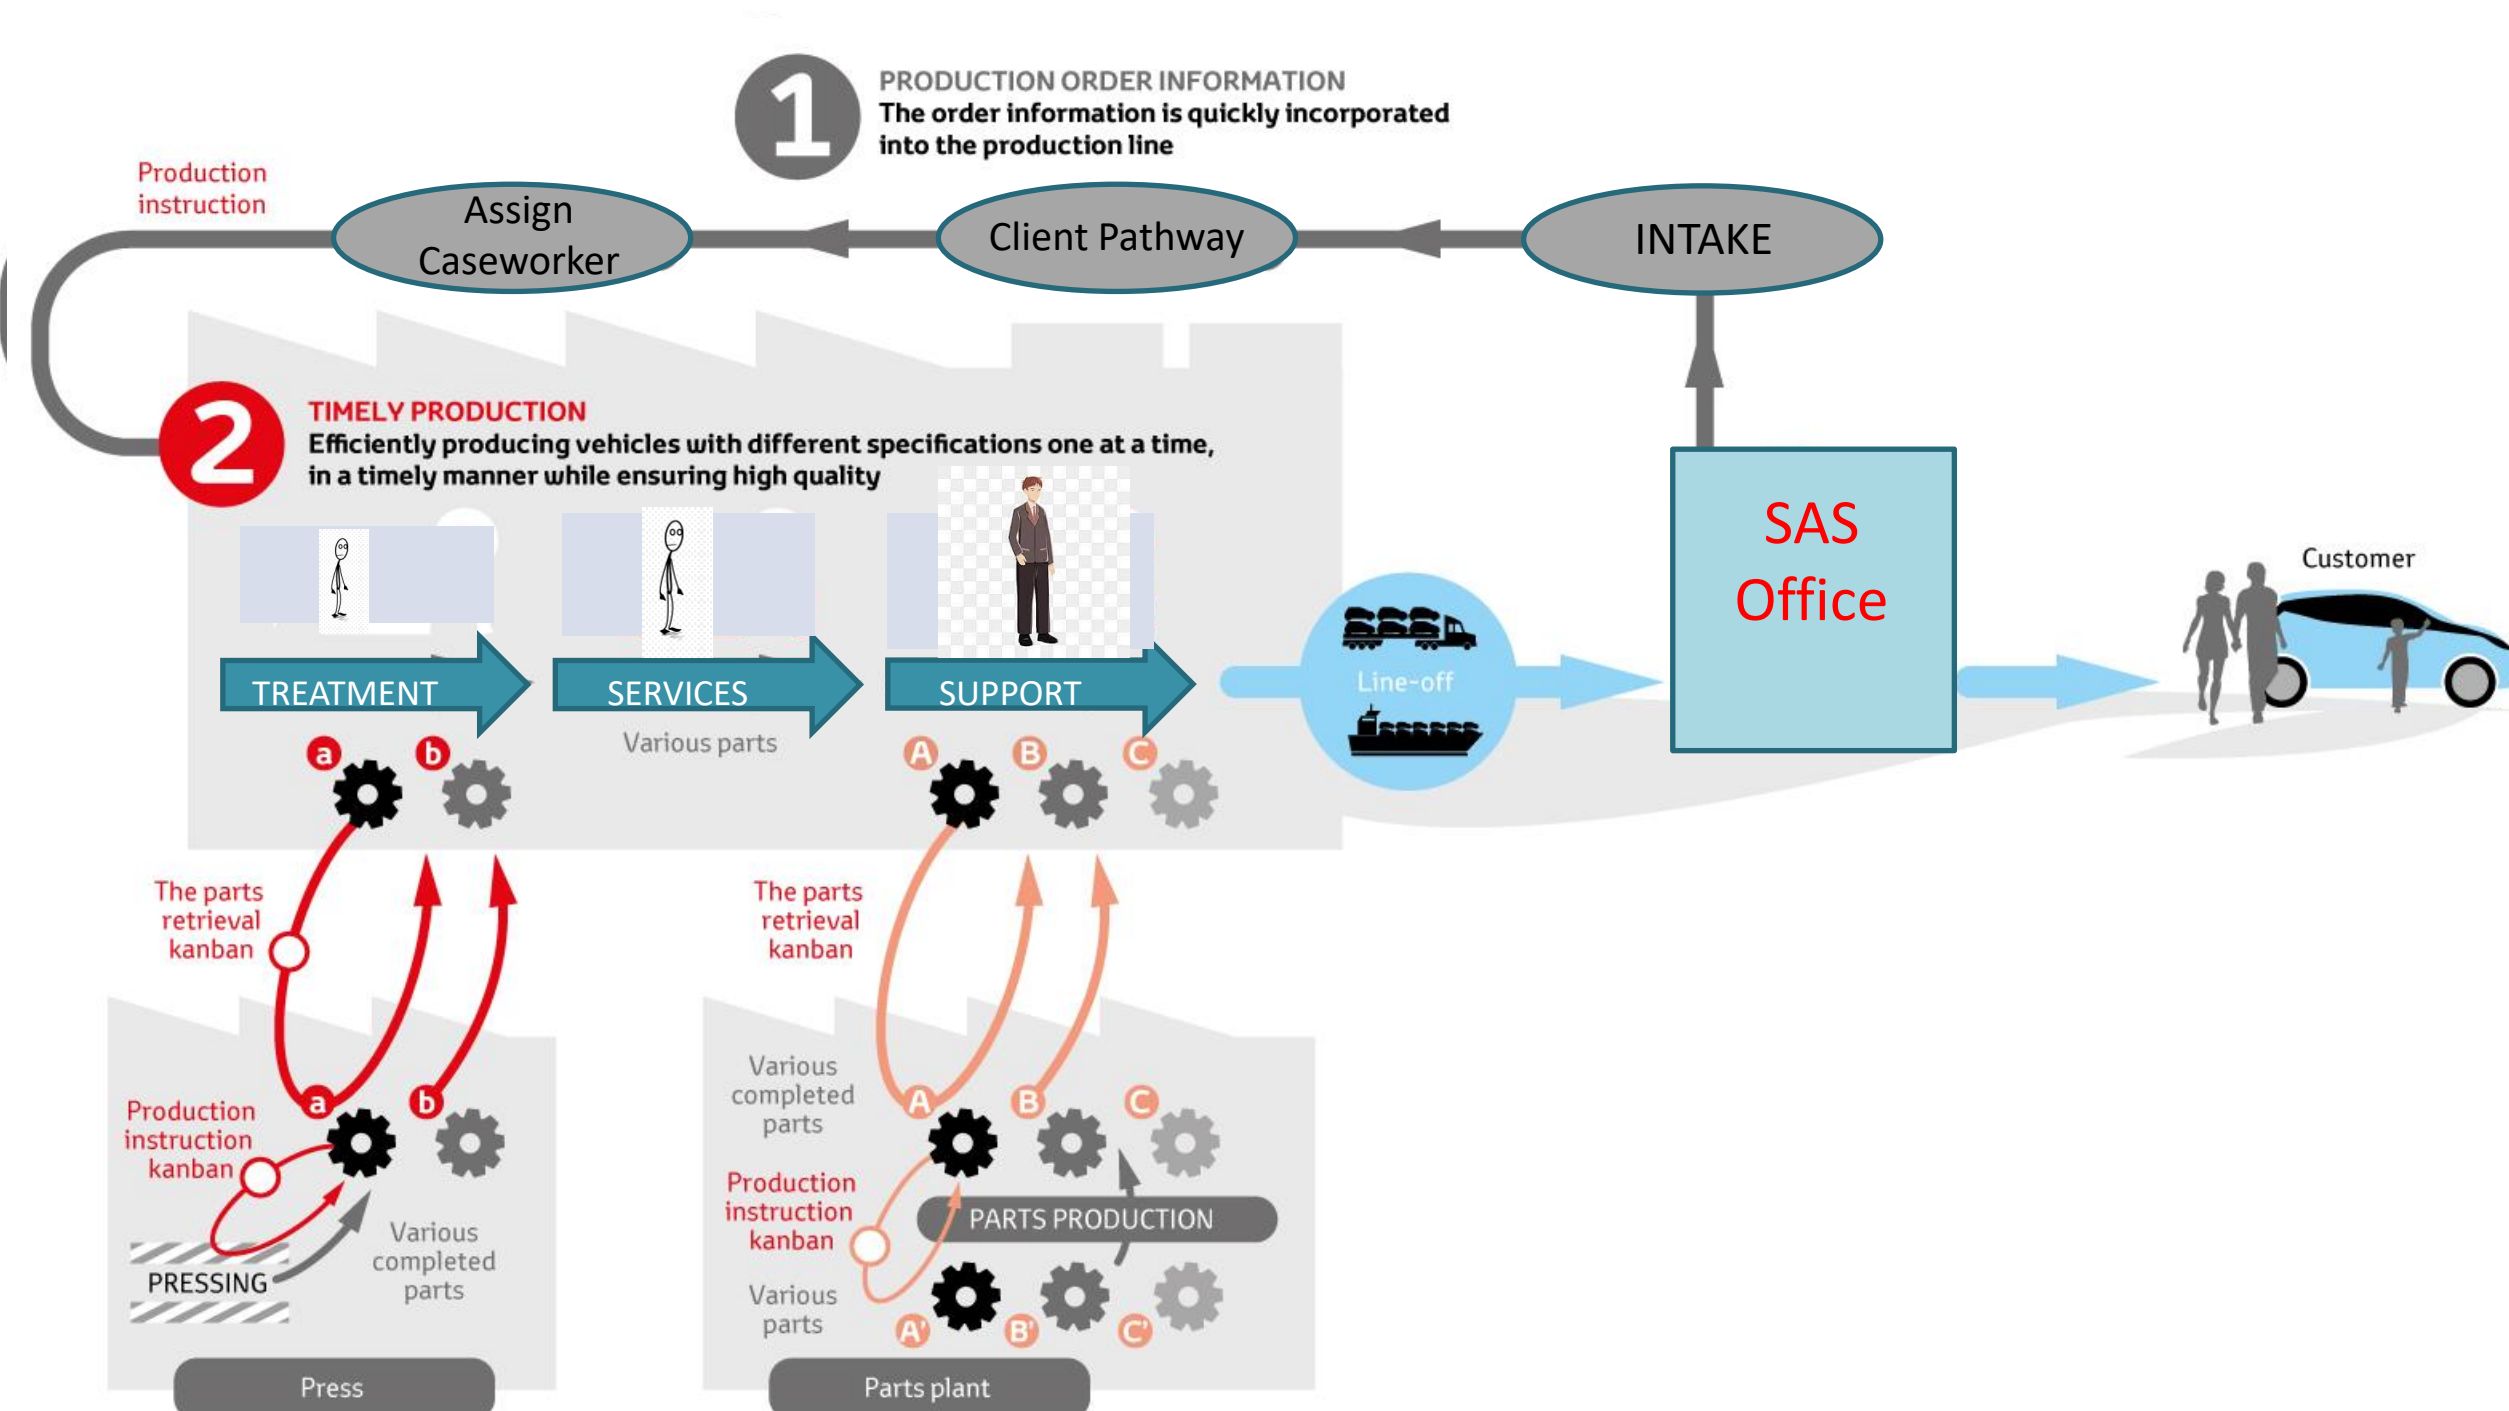 1
PRODUCTION ORDER INFORMATION
The order information is quickly incorporated
into the production line
Production
instruction
Assign
Caseworker
Client Pathway
INTAKE
2
TIMELY PRODUCTION
Efficiently producing vehicles with different specifications one at a time,
in a timely manner while ensuring high quality
SAS
Office
Customer
TREATMENT
SERVICES
SUPPORT
Line-off
Various parts
a
b
A
B
C
The parts
retrieval
kanban
The parts
retrieval
kanban
Production
instruction
kanban
a
b
Various
completed
parts
PRESSING
Press
Various
completed
parts
A
B
C
Production
instruction
kanban
PARTS PRODUCTION
Various
parts
A'
B'
C'
Parts plant